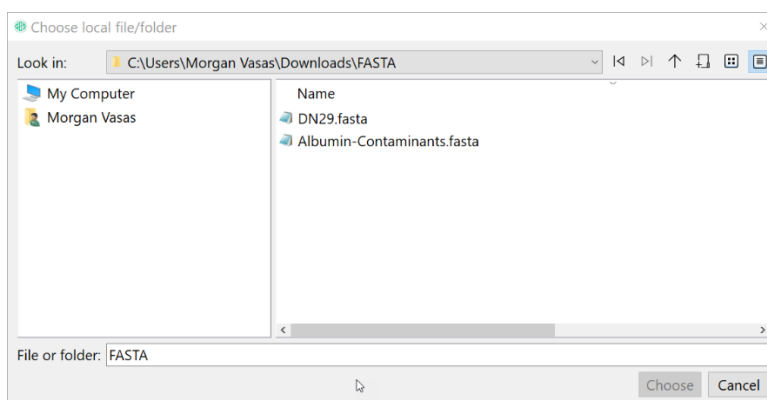 Choose local file/folder
Look in: C:\Users\Morgan Vasas\Downloads\FASTA
My Computer
Morgan Vasas
Name
DN29.fasta
Albumin-Contaminants.fasta
File or folder: FASTA
Choose Cancel